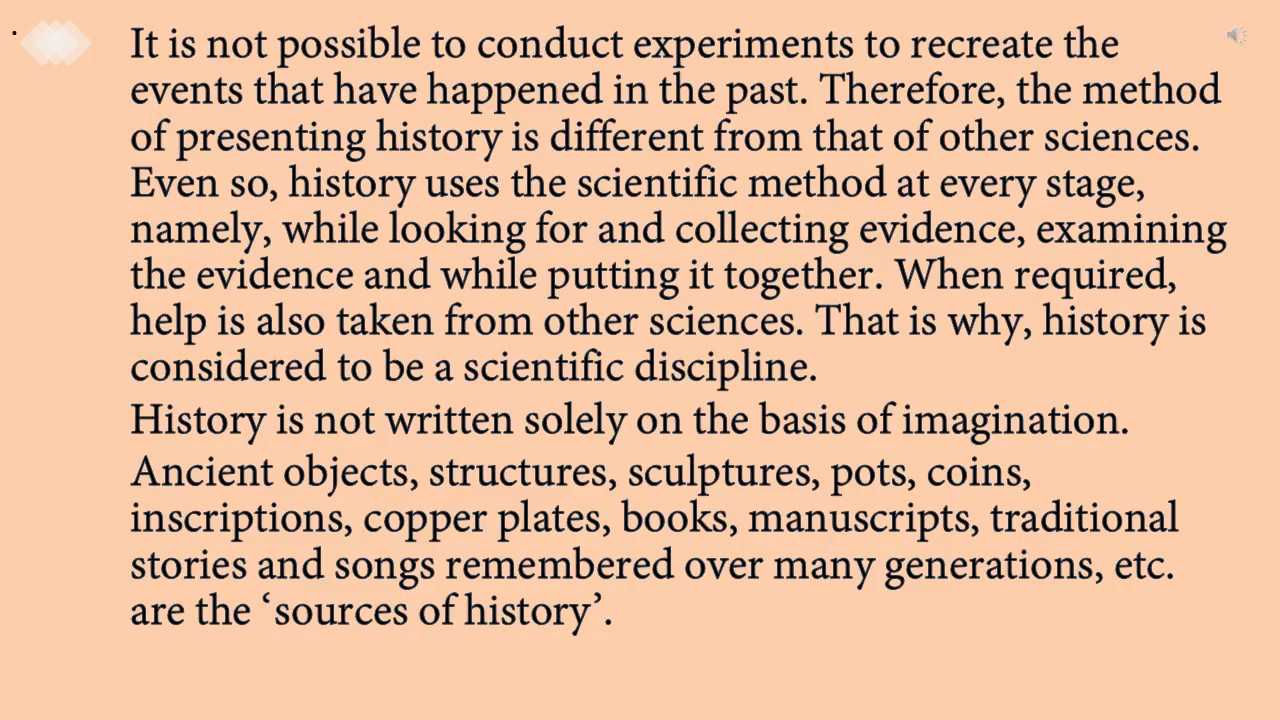 It is not possible to conduct experiments to recreate the
events that have happened in the past. Therefore, the method
of presenting history is different from that of other sciences.
Even so, history uses the scientific method at every stage,
namely, while looking for and collecting evidence, examining
the evidence and while putting it together. When required,
help is also taken from other sciences. That is why, history is
considered to be a scientific discipline.
History is not written solely on the basis of imagination.
Ancient objects, structures, sculptures, pots, coins,
inscriptions, copper plates, books, manuscripts, traditional
stories and songs remembered over many generations, etc.
are the ‘sources of history’.